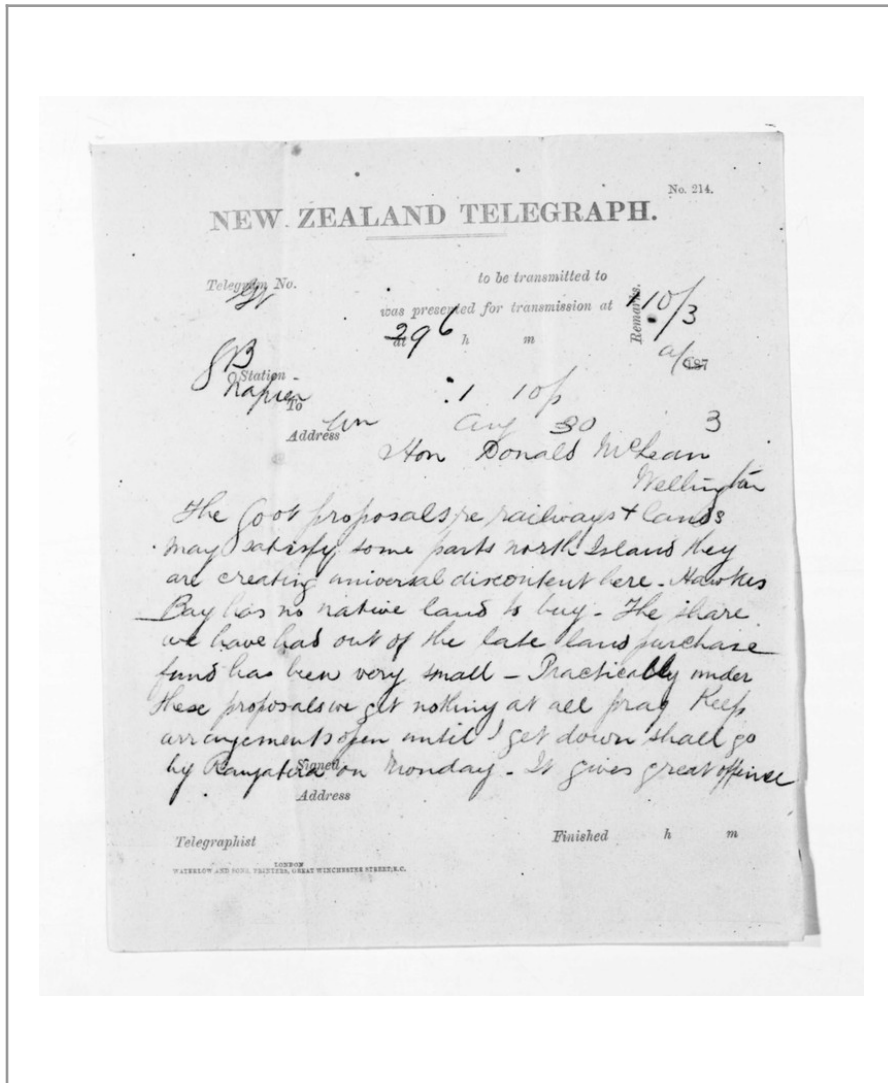 No. 214.
NEW ZEALAND TELEGRAPH.
Telegram No. to be transmitted to
was presented for transmission at
Remarks.
110/3
at 296 h m
Station 187
Napier
To :1 10p
Address Wn Aug 30 3
Hon Donald McLean
Wellington
The Govt proposals re railways & lands
may satisfy some parts north Island they
are creating universal discontent here - Hawkes
Bay has no native land to buy - The share
we have had out of the late land purchase
fund has been very small - Practically under
these proposals we get nothing at all pray Keep
arrangements open until I get down shall go
by Rangatira on Monday - It gives great offense
Signed
Address
Telegraphist Finished h m
LONDON
WATERLOW AND SONS, PRINTERS, GREAT WINCHESTER STREET, E.C.